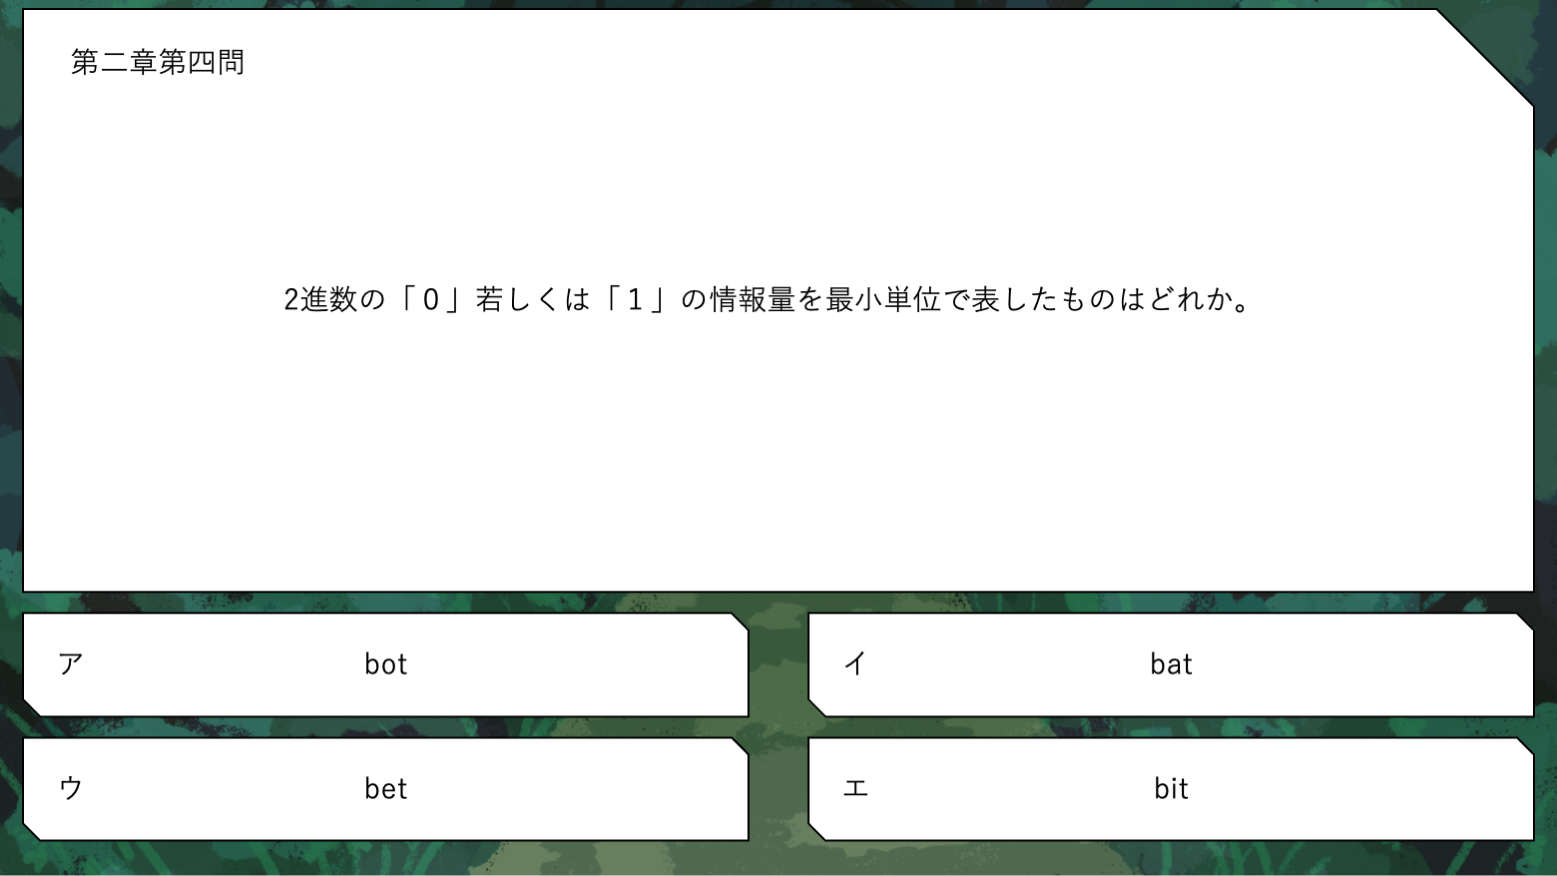 第二章第四問
2進数の「０」若しくは「１」の情報量を最小単位で表したものはどれか。
ア bot
イ bat
ウ bet
エ bit